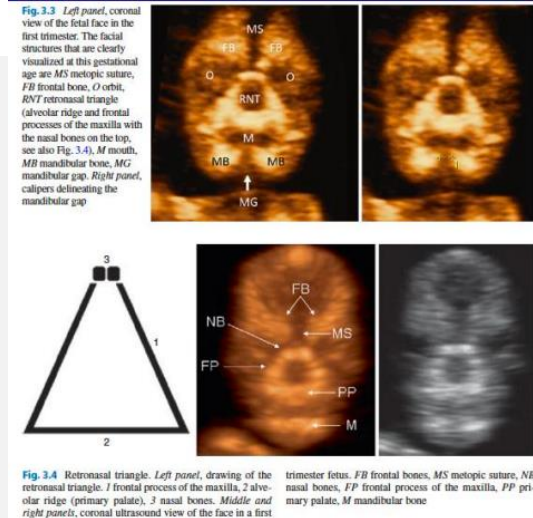 Fig. 3.3 Left panel, coronal
view of the fetal face in the
first trimester. The facial
structures that are clearly
visualized at this gestational
age are MS metopic suture,
FB frontal bone, O orbit,
RNT retronasal triangle
(alveolar ridge and frontal
processes of the maxilla with
the nasal bones on the top,
see also Fig. 3.4), M mouth,
MB mandibular bone, MG
mandibular gap. Right panel,
calipers delineating the
mandibular gap
MS
FB FB
O O
RNT
M
MB MB
MG
3
1
2
FB
NB
MS
FP
PP
M
Fig. 3.4 Retronasal triangle. Left panel, drawing of the
retronasal triangle. 1 frontal process of the maxilla, 2 alve-
olar ridge (primary palate), 3 nasal bones. Middle and
right panels, coronal ultrasound view of the face in a first
trimester fetus. FB frontal bones, MS metopic suture, NB
nasal bones, FP frontal process of the maxilla, PP pri-
mary palate, M mandibular bone